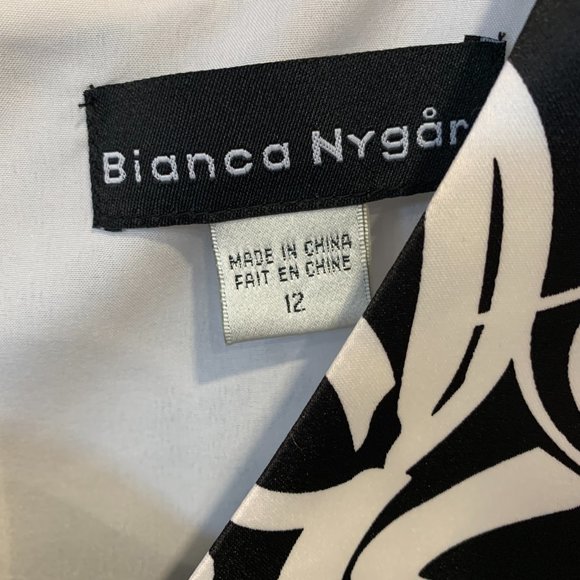 Bianca Nygår
MADE IN CHINA
FAIT EN CHINE
12